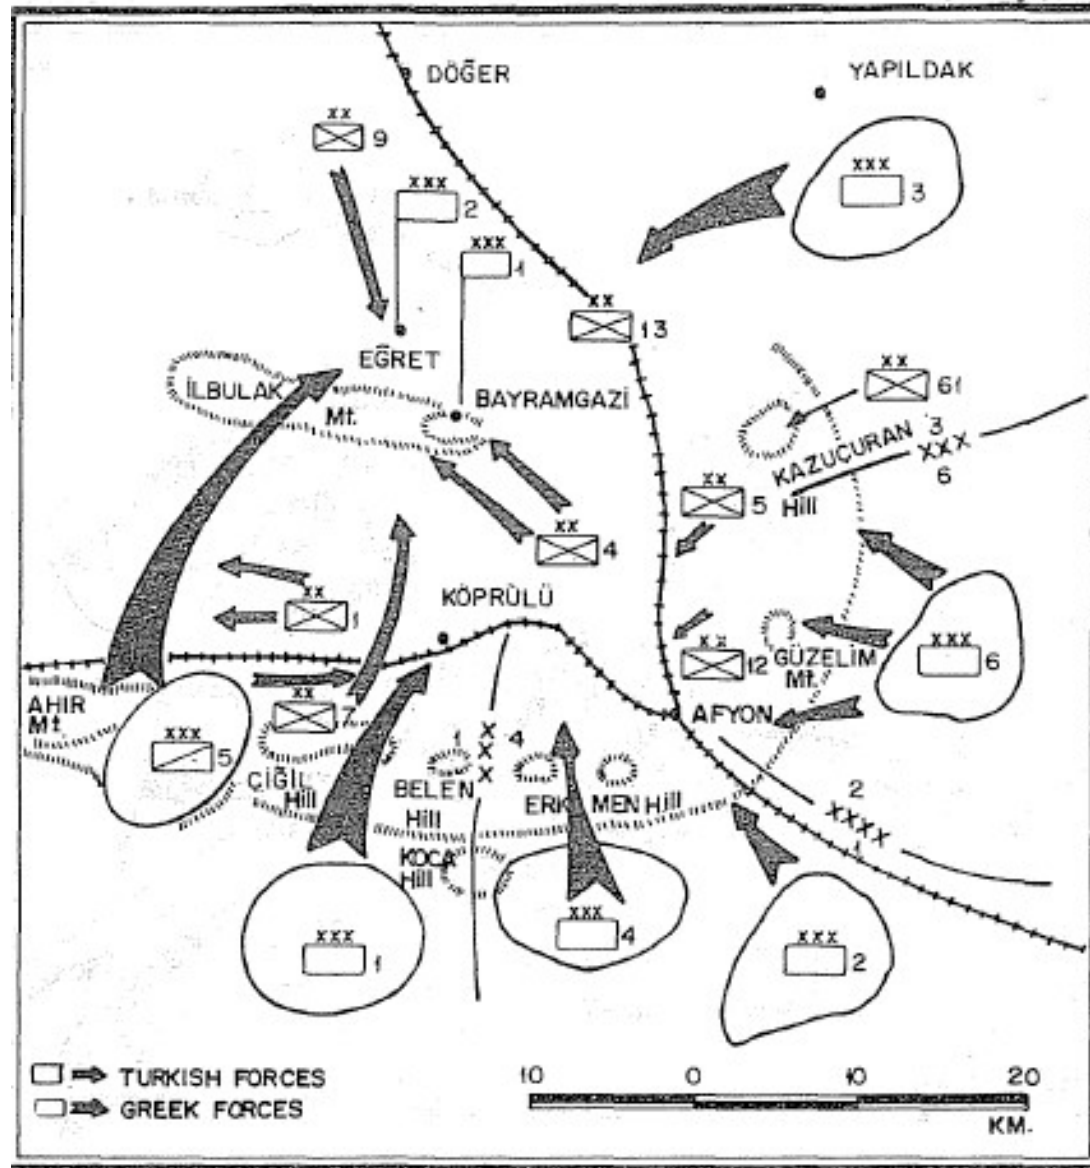 DÖĞER
YAPILDAK
XX
9
XXX
3
XXX
2
XXX
1
XX
13
EĞRET
İLBULAK
Mt.
BAYRAMGAZİ
XX
61
KAZUÇURAN
Hill
3
XXX
6
XX
5
XX
4
XX
1
KÖPRÜLÜ
XX
12
GÜZELİM
Mt.
XXX
6
AHIR
Mt.
XX
7
AFYON
XXX
5
ÇİĞİL
Hill
1
XXX
4
BELEN
Hill
ERKMEN Hill
2
XXXX
1
KOCA
Hill
XXX
1
XXX
4
XXX
2
TURKISH FORCES
GREEK FORCES
10 0 10 20
KM.